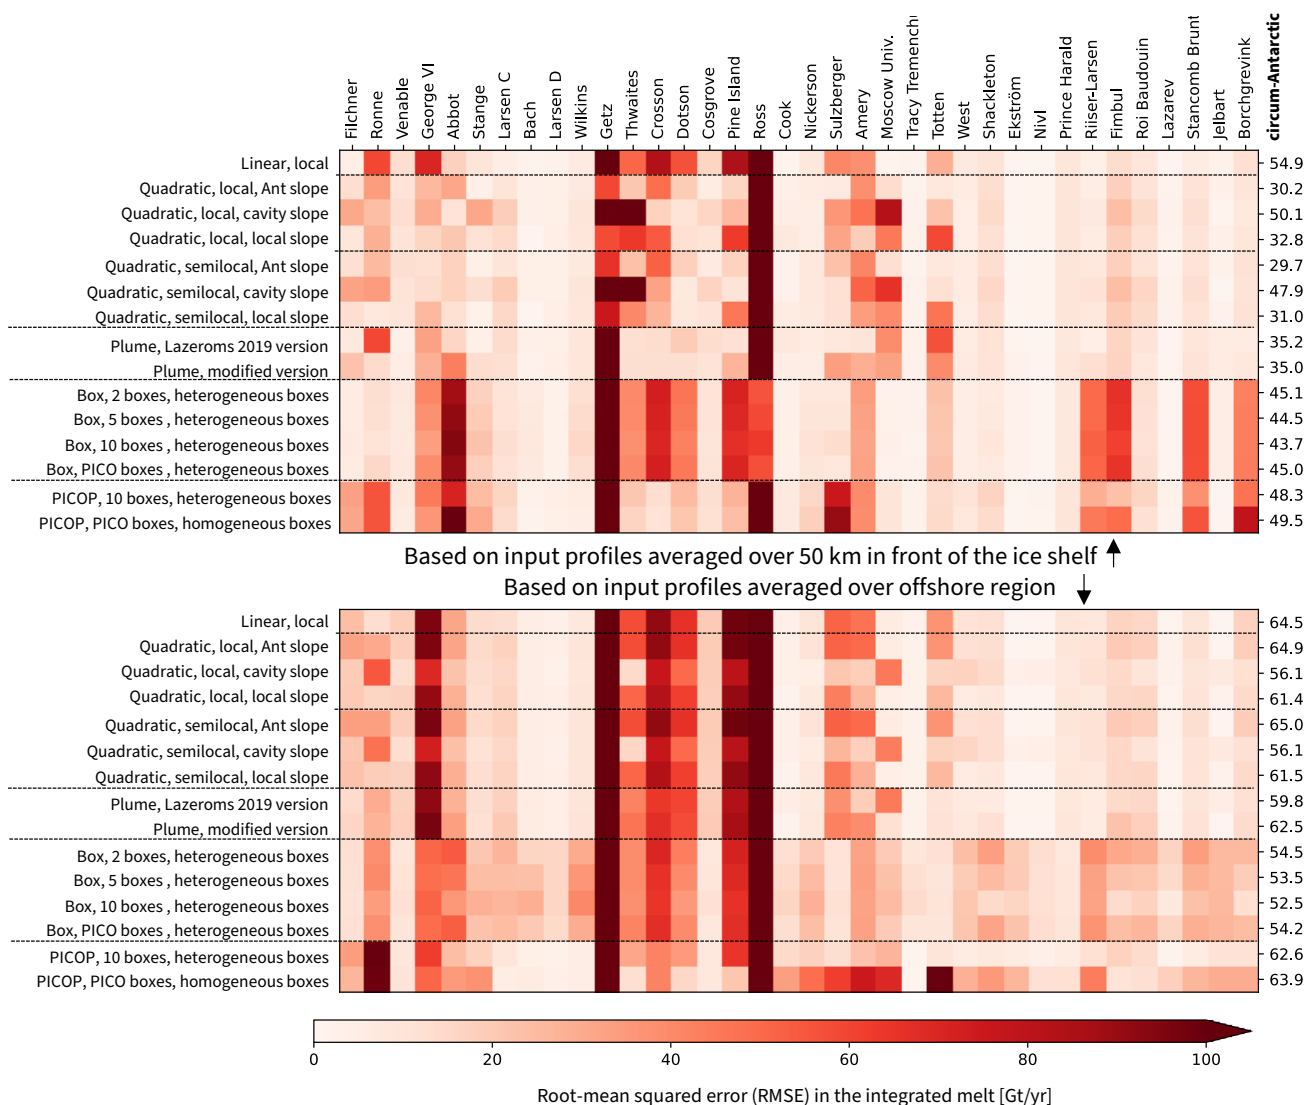 Filchner
Ronne
Venable
George VI
Abbot
Stange
Larsen C
Bach
Larsen D
Wilkins
Getz
Thwaites
Crosson
Dotson
Cosgrove
Pine Island
Ross
Cook
Nickerson
Sulzberger
Amery
Moscow Univ.
Tracy Tremench
Totten
West
Shackleton
Ekström
Nivl
Prince Harald
Riiser-Larsen
Fimbul
Roi Baudouin
Lazarev
Stancomb Brunt
Jelbart
Borchgrevink
circum-Antarctic
Linear, local 54.9
Quadratic, local, Ant slope 30.2
Quadratic, local, cavity slope 50.1
Quadratic, local, local slope 32.8
Quadratic, semilocal, Ant slope 29.7
Quadratic, semilocal, cavity slope 47.9
Quadratic, semilocal, local slope 31.0
Plume, Lazeroms 2019 version 35.2
Plume, modified version 35.0
Box, 2 boxes, heterogeneous boxes 45.1
Box, 5 boxes , heterogeneous boxes 44.5
Box, 10 boxes , heterogeneous boxes 43.7
Box, PICO boxes , heterogeneous boxes 45.0
PICOP, 10 boxes, heterogeneous boxes 48.3
PICOP, PICO boxes, homogeneous boxes 49.5
Based on input profiles averaged over 50 km in front of the ice shelf
Based on input profiles averaged over offshore region
Linear, local 64.5
Quadratic, local, Ant slope 64.9
Quadratic, local, cavity slope 56.1
Quadratic, local, local slope 61.4
Quadratic, semilocal, Ant slope 65.0
Quadratic, semilocal, cavity slope 56.1
Quadratic, semilocal, local slope 61.5
Plume, Lazeroms 2019 version 59.8
Plume, modified version 62.5
Box, 2 boxes, heterogeneous boxes 54.5
Box, 5 boxes , heterogeneous boxes 53.5
Box, 10 boxes , heterogeneous boxes 52.5
Box, PICO boxes , heterogeneous boxes 54.2
PICOP, 10 boxes, heterogeneous boxes 62.6
PICOP, PICO boxes, homogeneous boxes 63.9
0 20 40 60 80 100
Root-mean squared error (RMSE) in the integrated melt [Gt/yr]